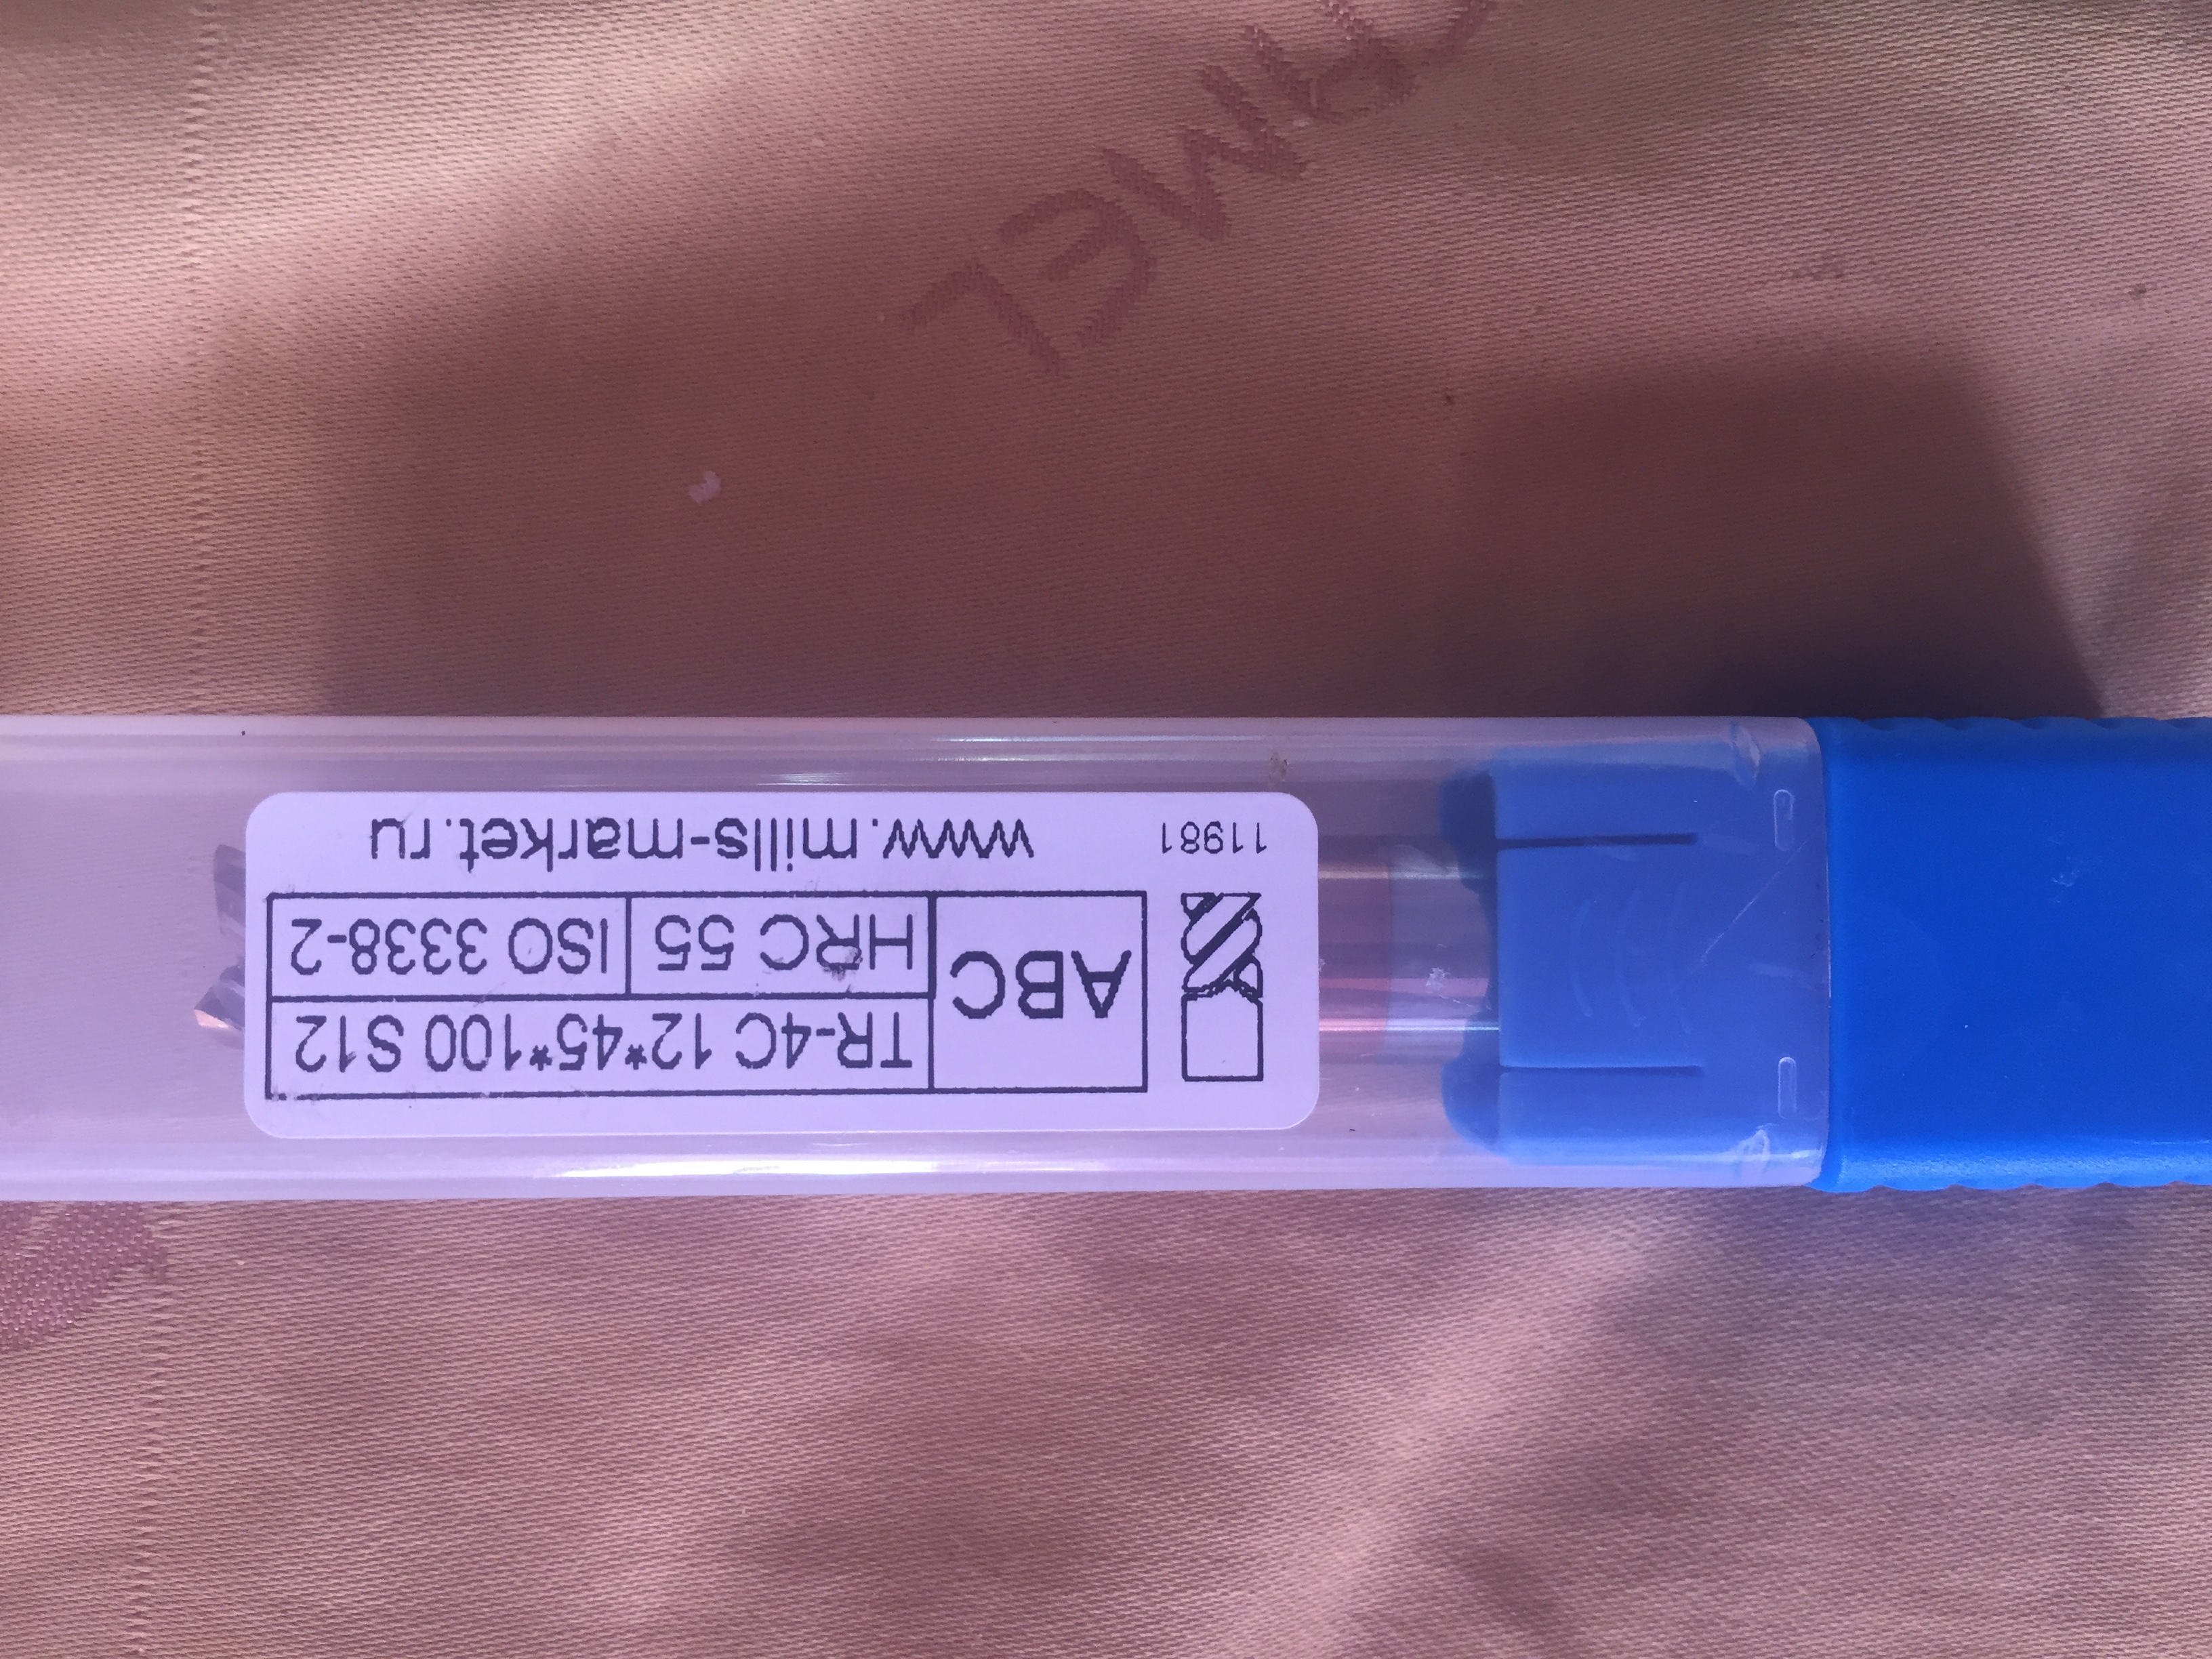 TR-4C 12*45*100 S12
ABC
HRC 55
ISO 3338-2
11981
www.mills-market.ru